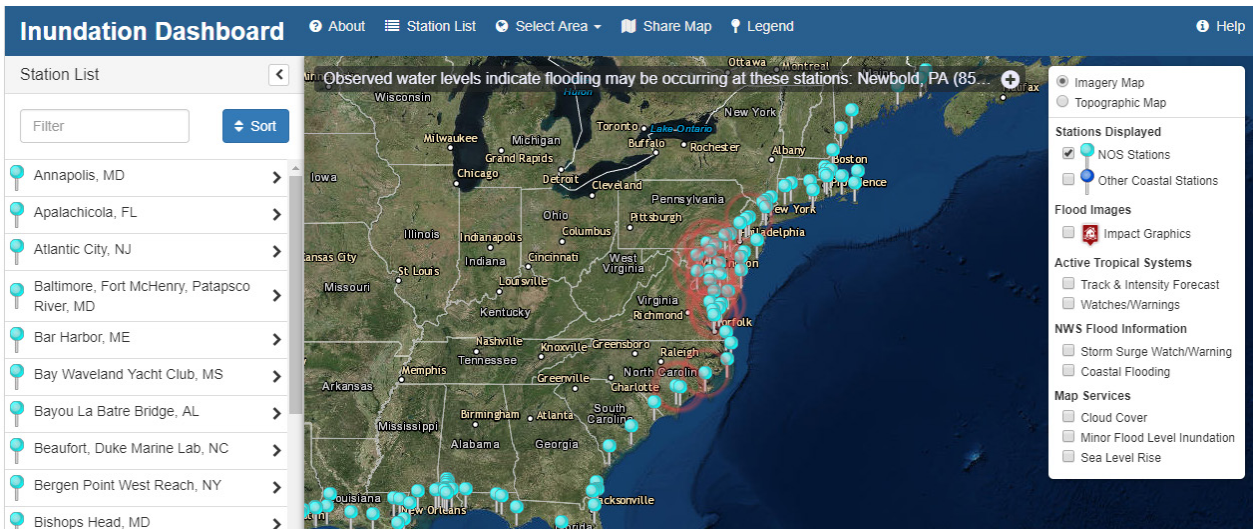 Inundation Dashboard
About
Station List
Select Area
Share Map
Legend
Help
Station List
Filter
Sort
Annapolis, MD
Apalachicola, FL
Atlantic City, NJ
Baltimore, Fort McHenry, Patapsco
River, MD
Bar Harbor, ME
Bay Waveland Yacht Club, MS
Bayou La Batre Bridge, AL
Beaufort, Duke Marine Lab, NC
Bergen Point West Reach, NY
Bishops Head, MD
Observed water levels indicate flooding may be occurring at these stations: Newbold, PA (85...
Ottawa
Montreal
Huron
Wisconsin
New York
Toronto
Lake Ontario
Milwaukee
Michigan
Buffalo
Rochester
Albany
Boston
Grand Rapids
Iowa
Chicago
Detroit
Cleveland
Pennsylvania
New York
Ohio
Pittsburgh
Illinois
Indianapolis
Columbus
Philadelphia
Kansas City
Indiana
Cincinnati
West
Virginia
St Louis
Missouri
Louisville
Virginia
Kentucky
Richmond
Norfolk
Nashville
Knoxville
Greensboro
Tennessee
Raleigh
Memphis
North Carolin
Arkansas
Greenville
Charlotte
South
Carolina
Birmingham
Atlanta
Mississippi
Alabama
Georgia
Louisiana
New Orleans
Jacksonville
Florida
Imagery Map
Topographic Map
Stations Displayed
NOS Stations
Other Coastal Stations
Flood Images
Impact Graphics
Active Tropical Systems
Track & Intensity Forecast
Watches/Warnings
NWS Flood Information
Storm Surge Watch/Warning
Coastal Flooding
Map Services
Cloud Cover
Minor Flood Level Inundation
Sea Level Rise